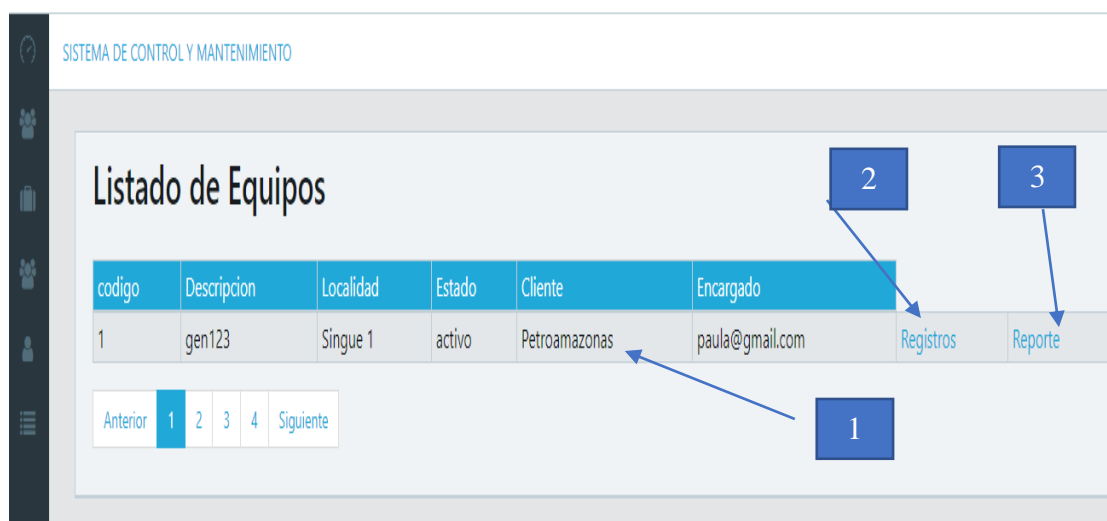 SISTEMA DE CONTROL Y MANTENIMIENTO
Listado de Equipos
2
3
codigo Descripcion Localidad Estado Cliente Encargado
1 gen123 Singue 1 activo Petroamazonas paula@gmail.com Registros Reporte
Anterior 1 2 3 4 Siguiente
1